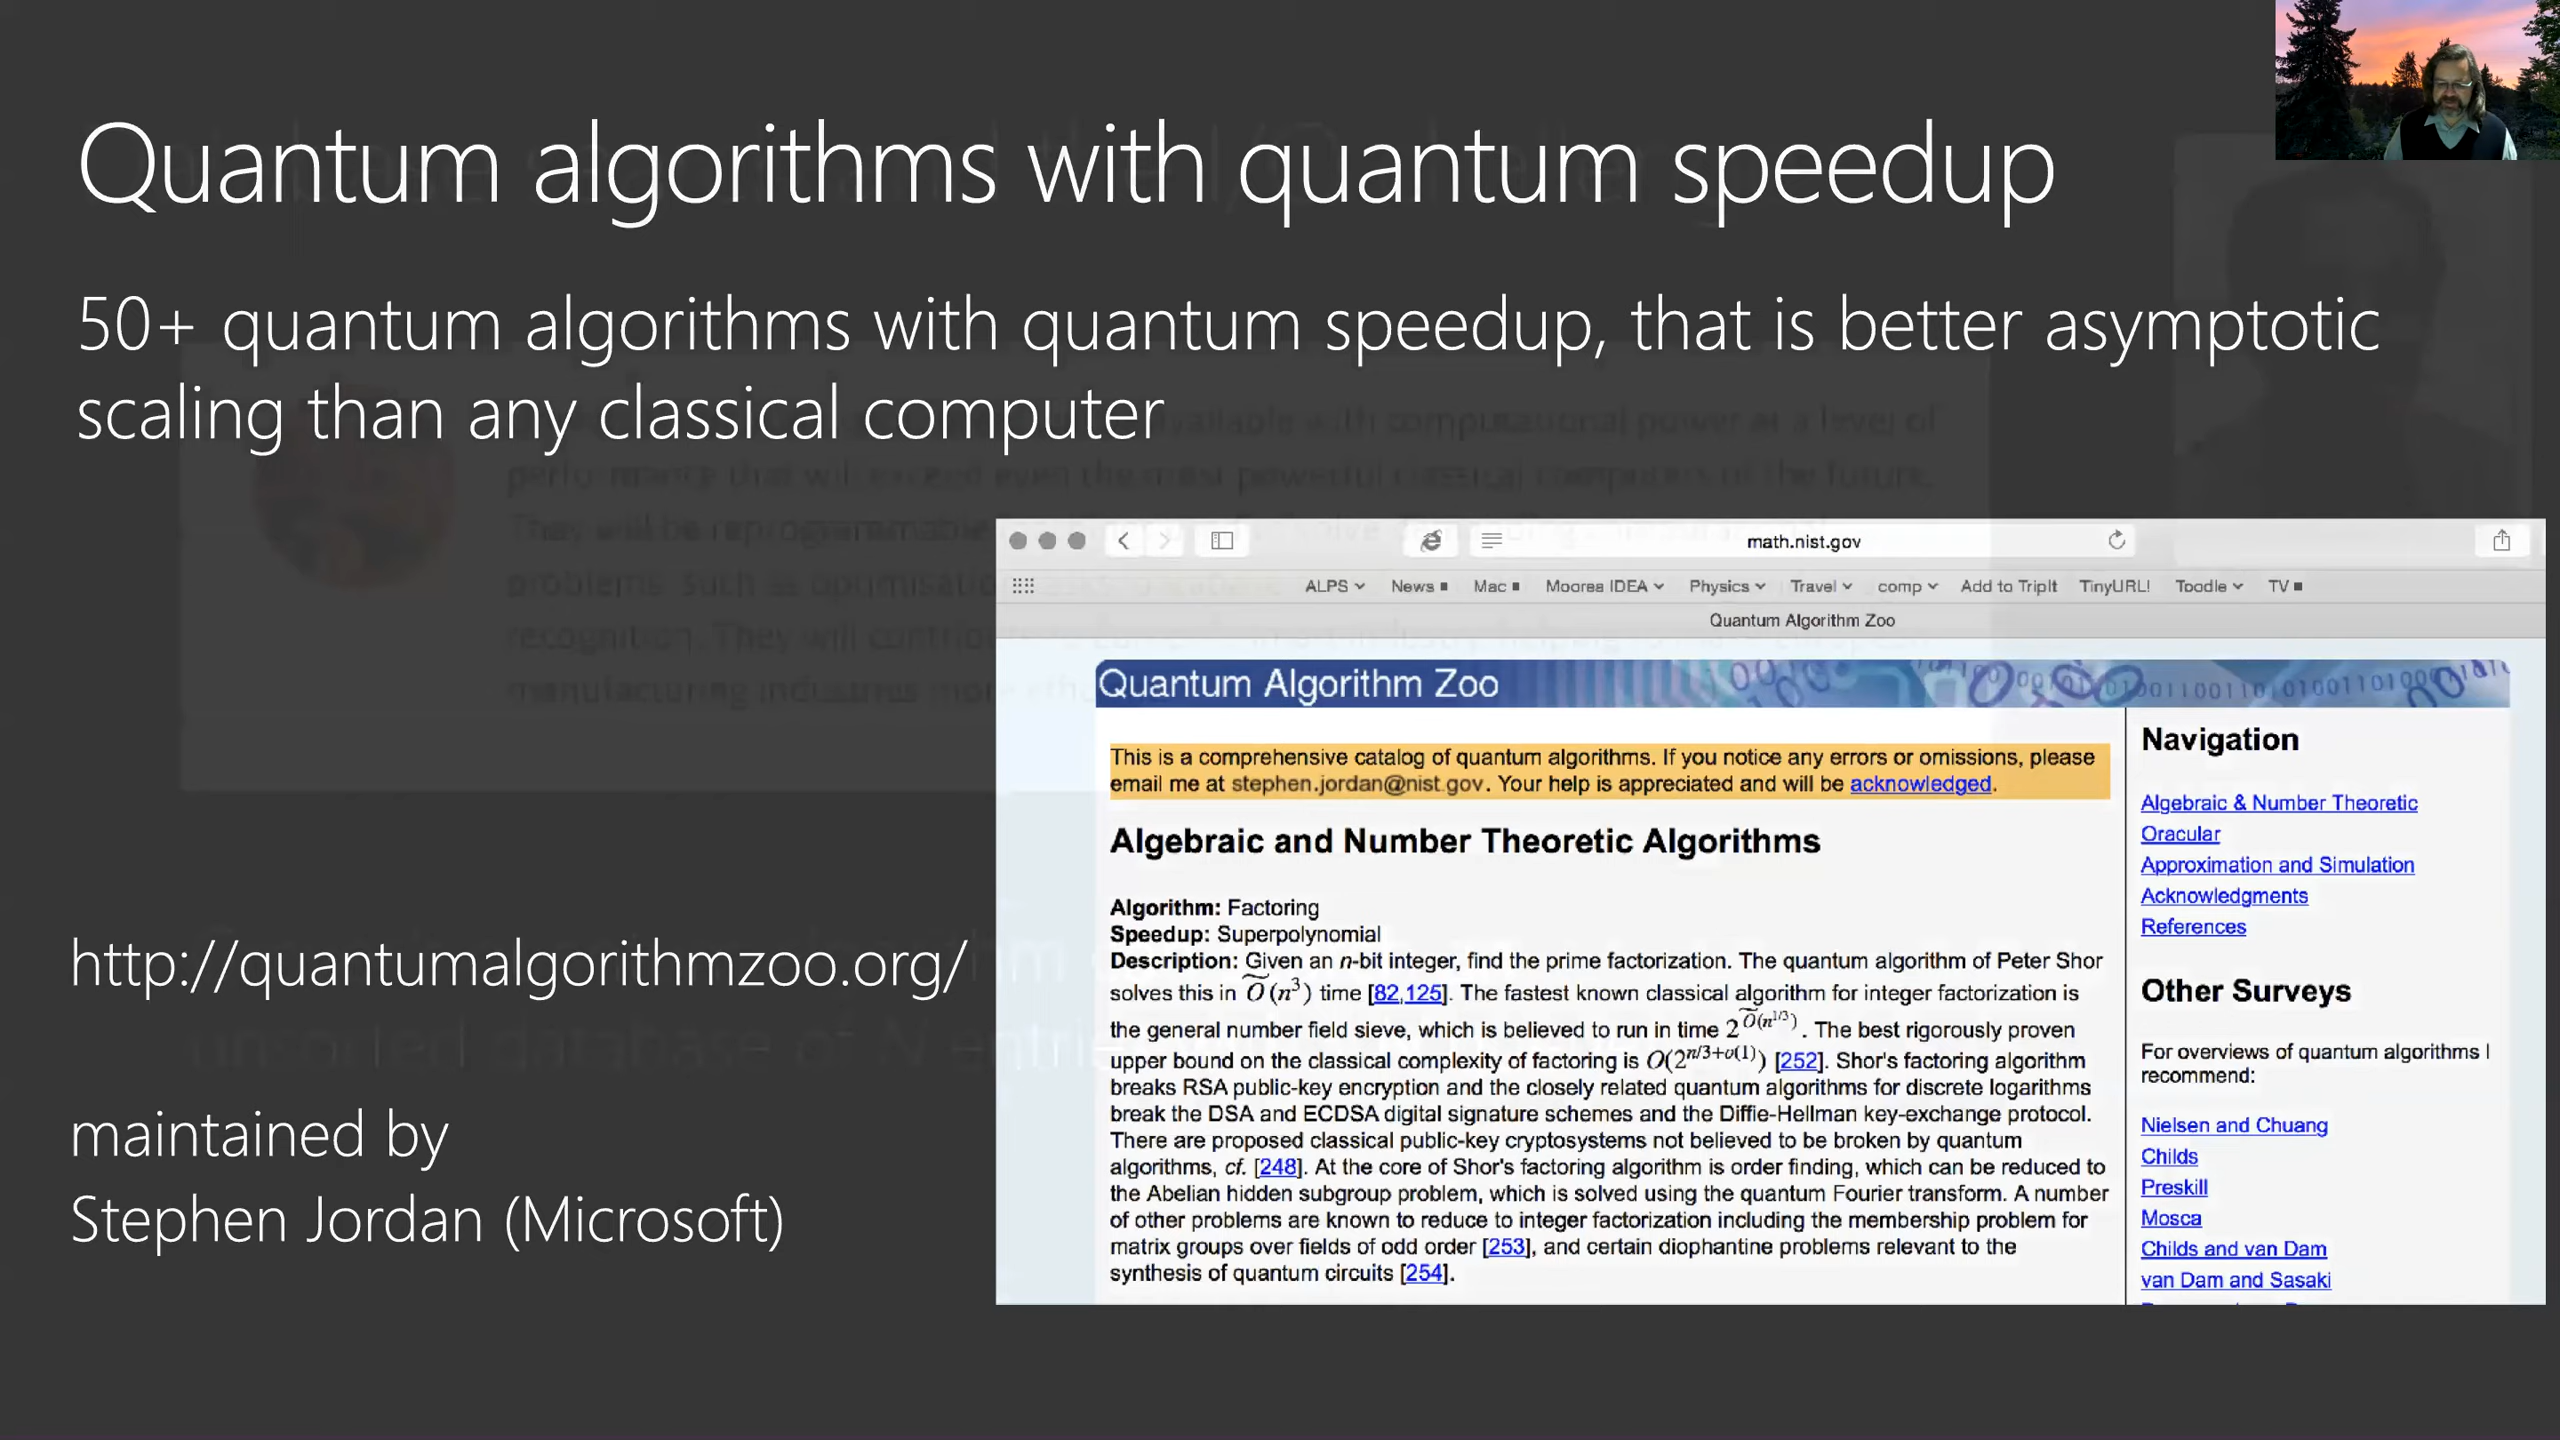 Quantum algorithms with quantum speedup
50+ quantum algorithms with quantum speedup, that is better asymptotic
scaling than any classical computer
http://quantumalgorithmzoo.org/
maintained by
Stephen Jordan (Microsoft)
math.nist.gov
ALPS News Mac Moorea IDEA Physics Travel comp Add to TripIt TinyURL! Toodle TV
Quantum Algorithm Zoo
Quantum Algorithm Zoo
This is a comprehensive catalog of quantum algorithms. If you notice any errors or omissions, please
email me at stephen.jordan@nist.gov. Your help is appreciated and will be acknowledged.
Algebraic and Number Theoretic Algorithms
Algorithm: Factoring
Speedup: Superpolynomial
Description: Given an n-bit integer, find the prime factorization. The quantum algorithm of Peter Shor
solves this in Õ(n³) time [82,125]. The fastest known classical algorithm for integer factorization is
the general number field sieve, which is believed to run in time 2^Õ(n^1/3). The best rigorously proven
upper bound on the classical complexity of factoring is O(2^n/3+o(1)) [252]. Shor's factoring algorithm
breaks RSA public-key encryption and the closely related quantum algorithms for discrete logarithms
break the DSA and ECDSA digital signature schemes and the Diffie-Hellman key-exchange protocol.
There are proposed classical public-key cryptosystems not believed to be broken by quantum
algorithms, cf. [248]. At the core of Shor's factoring algorithm is order finding, which can be reduced to
the Abelian hidden subgroup problem, which is solved using the quantum Fourier transform. A number
of other problems are known to reduce to integer factorization including the membership problem for
matrix groups over fields of odd order [253], and certain diophantine problems relevant to the
synthesis of quantum circuits [254].
Navigation
Algebraic & Number Theoretic
Oracular
Approximation and Simulation
Acknowledgments
References
Other Surveys
For overviews of quantum algorithms I
recommend:
Nielsen and Chuang
Childs
Preskill
Mosca
Childs and van Dam
van Dam and Sasaki